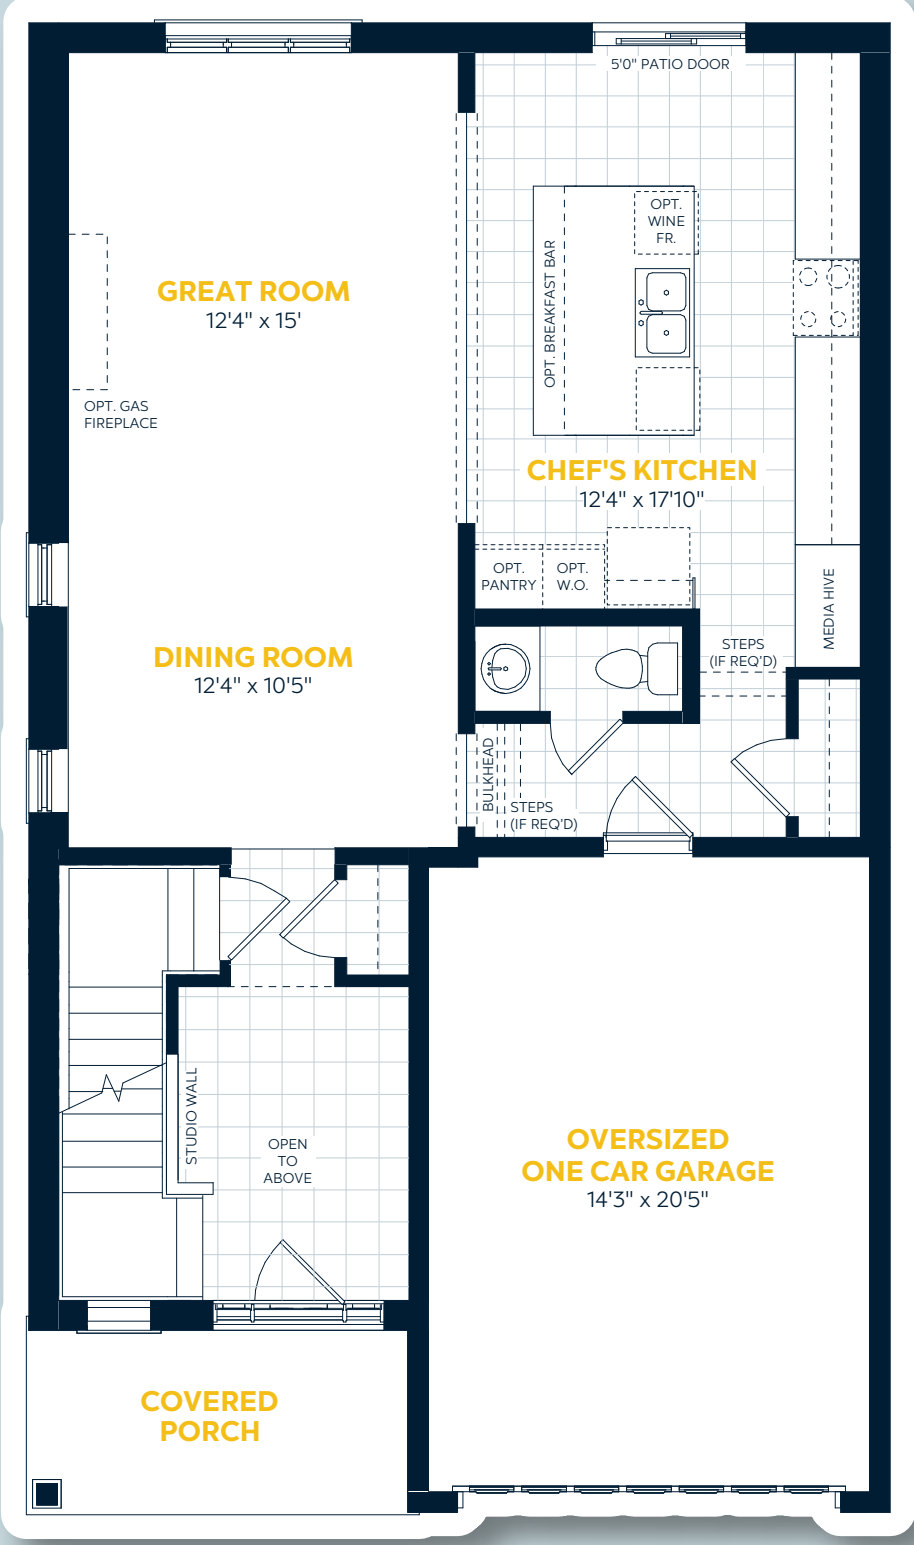 5'0" PATIO DOOR
OPT.
WINE
FR.
OPT. BREAKFAST BAR
GREAT ROOM
12'4" x 15'
OPT. GAS
FIREPLACE
CHEF'S KITCHEN
12'4" x 17'10"
OPT.
PANTRY
OPT.
W.O.
MEDIA HIVE
STEPS
(IF REQ'D)
DINING ROOM
12'4" x 10'5"
BULKHEAD
STEPS
(IF REQ'D)
STUDIO WALL
OPEN
TO
ABOVE
OVERSIZED
ONE CAR GARAGE
14'3" x 20'5"
COVERED
PORCH